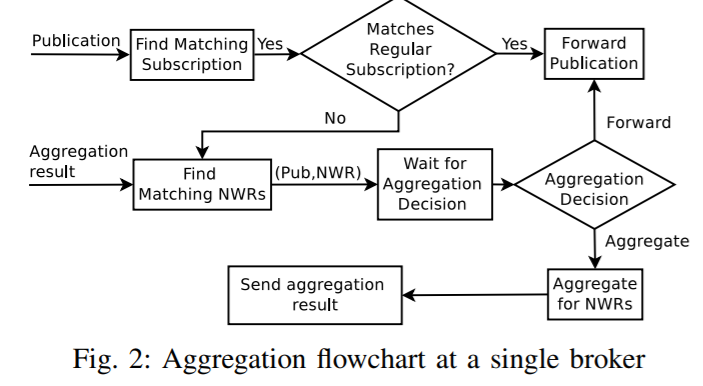 Publication
Find Matching
Subscription
Yes
Matches
Regular
Subscription?
Yes
Forward
Publication
No
Forward
Aggregation
result
Find
Matching NWRs
(Pub,NWR)
Wait for
Aggregation
Decision
Aggregation
Decision
Aggregate
Send aggregation
result
Aggregate
for NWRs
Fig. 2: Aggregation flowchart at a single broker